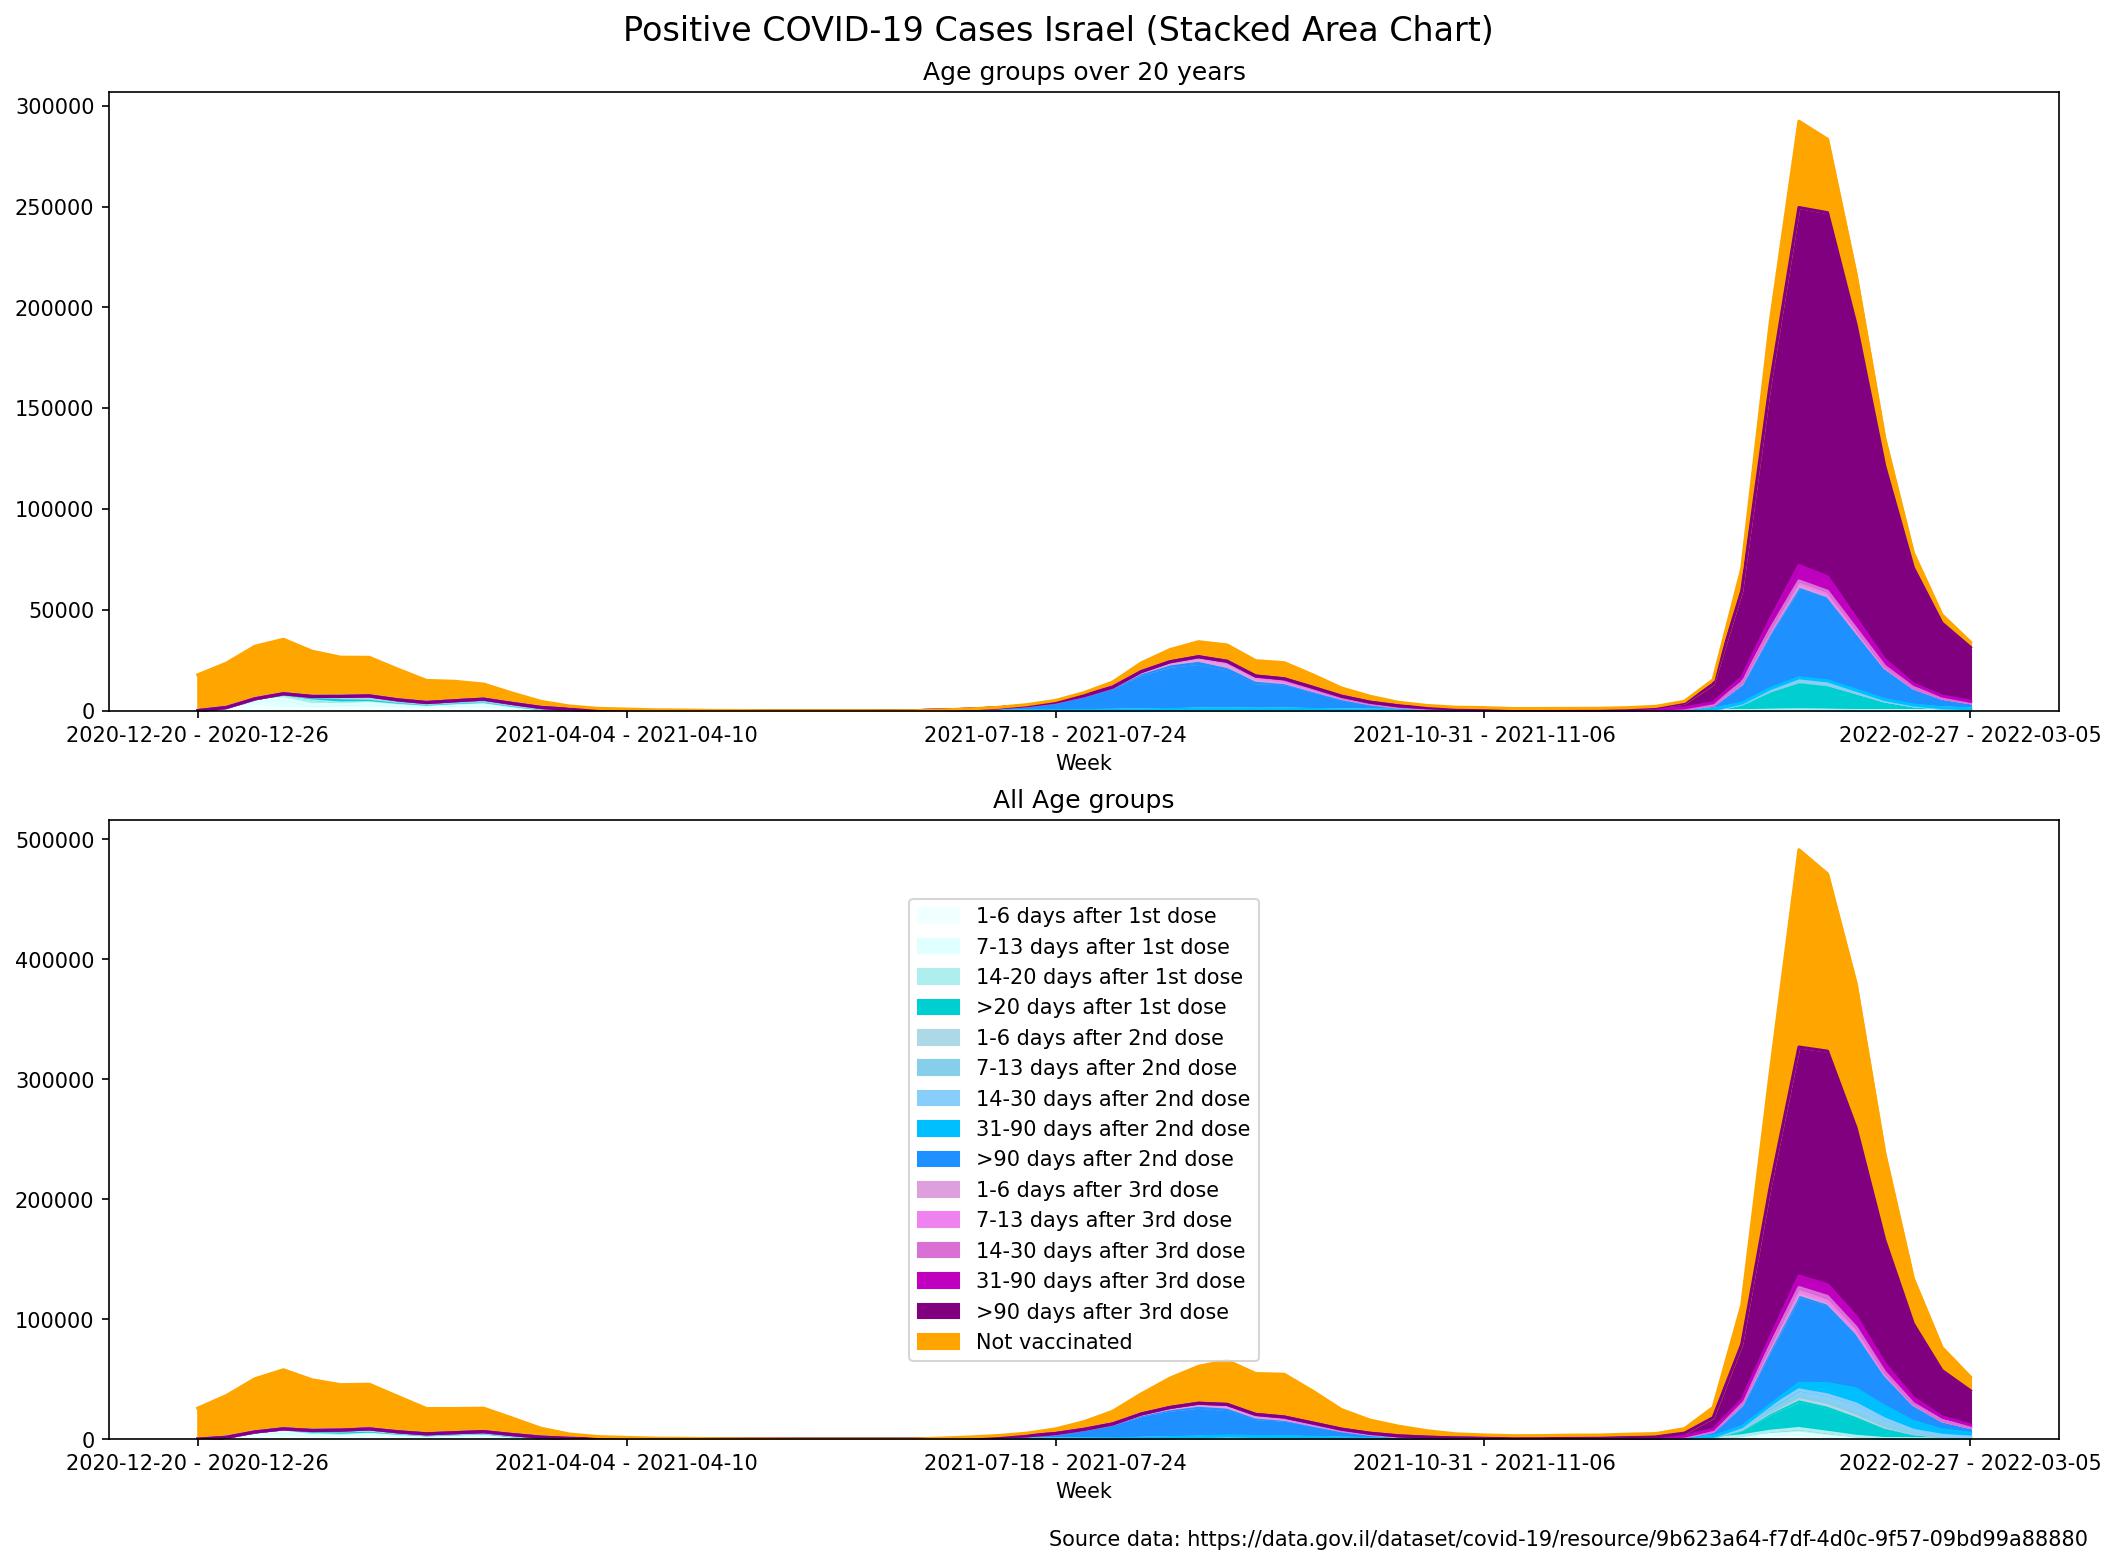 Positive COVID-19 Cases Israel (Stacked Area Chart)
Age groups over 20 years
300000
250000
200000
150000
100000
50000
0
2020-12-20 - 2020-12-26
2021-04-04 - 2021-04-10
2021-07-18 - 2021-07-24
2021-10-31 - 2021-11-06
2022-02-27 - 2022-03-05
Week
All Age groups
500000
400000
300000
200000
100000
0
1-6 days after 1st dose
7-13 days after 1st dose
14-20 days after 1st dose
>20 days after 1st dose
1-6 days after 2nd dose
7-13 days after 2nd dose
14-30 days after 2nd dose
31-90 days after 2nd dose
>90 days after 2nd dose
1-6 days after 3rd dose
7-13 days after 3rd dose
14-30 days after 3rd dose
31-90 days after 3rd dose
>90 days after 3rd dose
Not vaccinated
2020-12-20 - 2020-12-26
2021-04-04 - 2021-04-10
2021-07-18 - 2021-07-24
2021-10-31 - 2021-11-06
2022-02-27 - 2022-03-05
Week
Source data: https://data.gov.il/dataset/covid-19/resource/9b623a64-f7df-4d0c-9f57-09bd99a88880